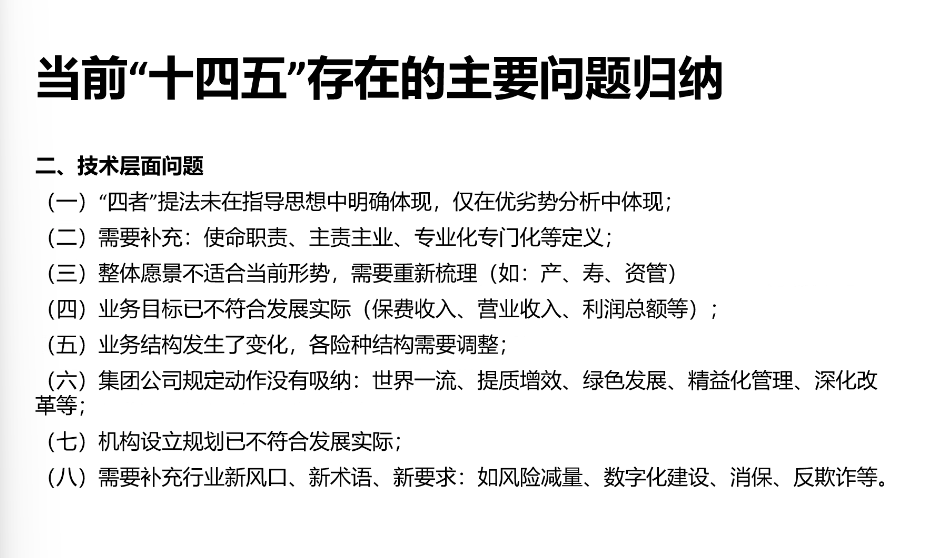 当前“十四五”存在的主要问题归纳
二、技术层面问题
（一）“四者”提法未在指导思想中明确体现，仅在优劣势分析中体现；
（二）需要补充：使命职责、主责主业、专业化专门化等定义；
（三）整体愿景不适合当前形势，需要重新梳理（如：产、寿、资管）
（四）业务目标已不符合发展实际（保费收入、营业收入、利润总额等）；
（五）业务结构发生了变化，各险种结构需要调整；
（六）集团公司规定动作没有吸纳：世界一流、提质增效、绿色发展、精益化管理、深化改
革等；
（七）机构设立规划已不符合发展实际；
（八）需要补充行业新风口、新术语、新要求：如风险减量、数字化建设、消保、反欺诈等。